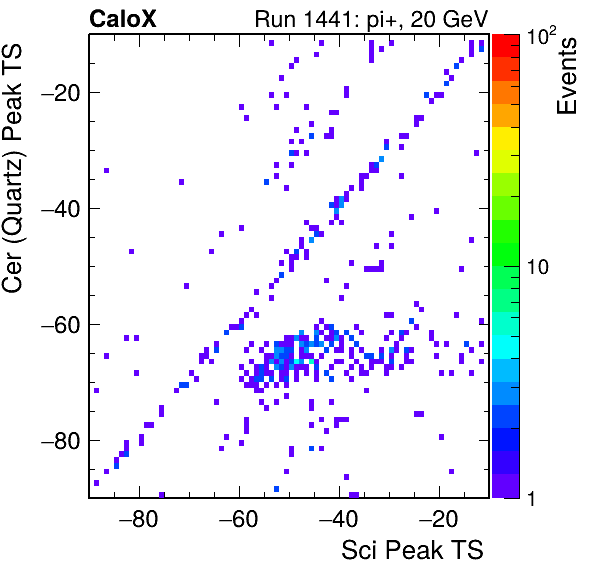 CaloX
Run 1441: pi+, 20 GeV
Cer (Quartz) Peak TS
−20
−40
−60
−80
−80
−60
−40
−20
Sci Peak TS
10²
10
1
Events